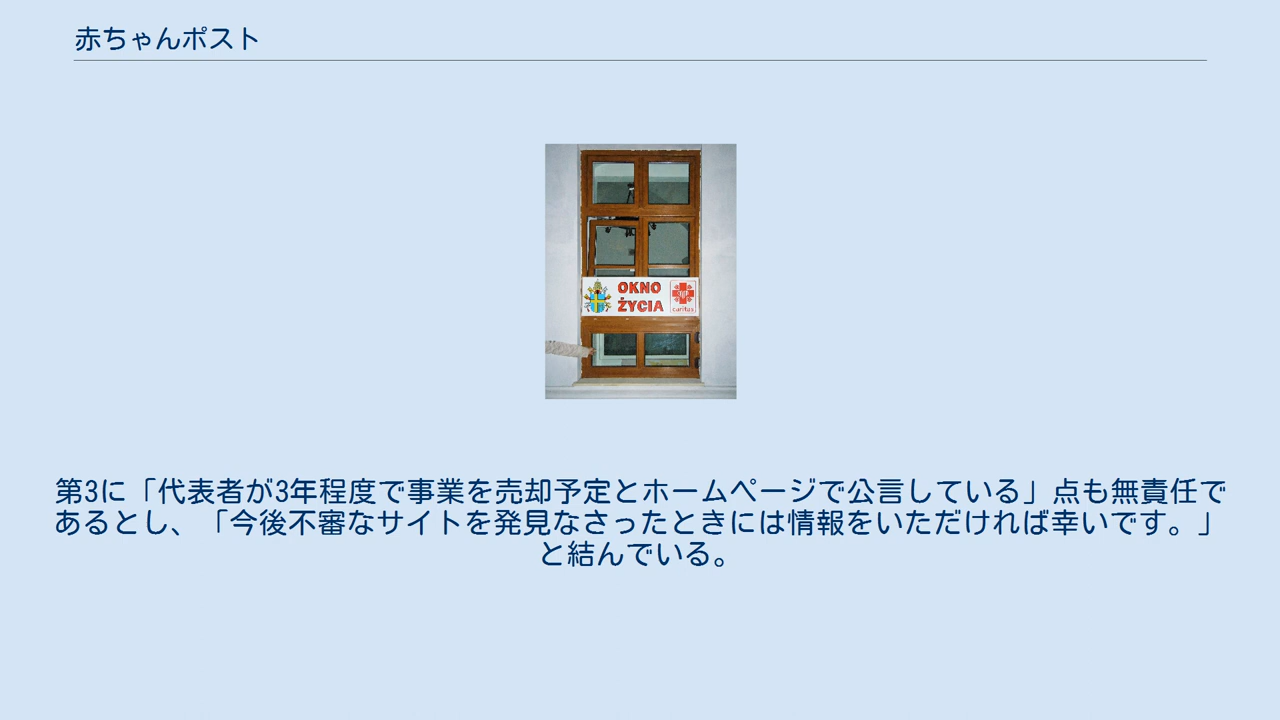 赤ちゃんポスト
OKNO
ŻYCIA
caritas
第3に「代表者が3年程度で事業を売却予定とホームページで公言している」点も無責任で
あるとし、「今後不審なサイトを発見なさったときには情報をいただければ幸いです。」
と結んでいる。